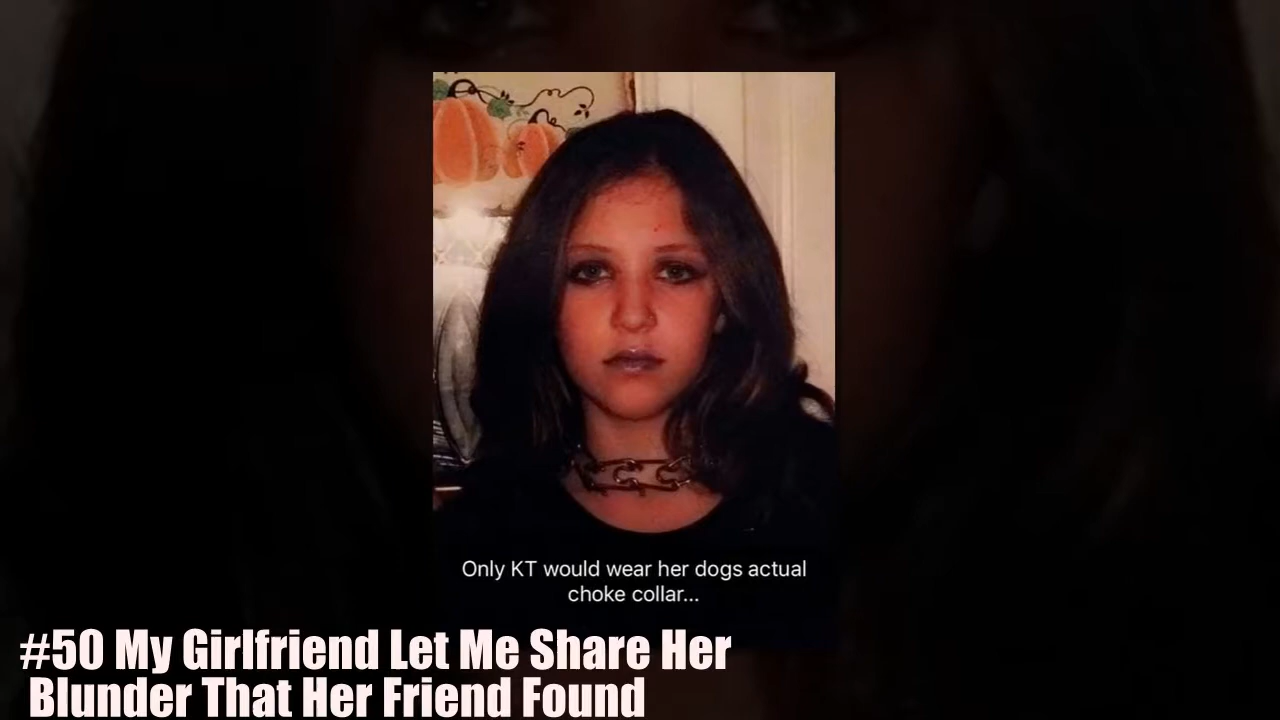 Only KT would wear her dogs actual
choke collar...
#50 My Girlfriend Let Me Share Her
Blunder That Her Friend Found